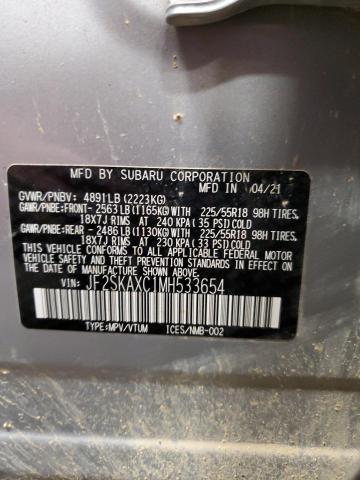 MFD BY SUBARU CORPORATION
MFD IN 04/21
GVWR/PNBV: 4891LB(2223KG)
GAWR/PNBE:FRONT-2563LB(1165KG)WITH 225/55R18 98H TIRES,
18X7J RIMS AT 240 KPA(35 PSI)COLD
GAWR/PNBE:REAR -2486LB(1130KG)WITH 225/55R18 98H TIRES,
18X7J RIMS AT 230 KPA(33 PSI)COLD
THIS VEHICLE CONFORMS TO ALL APPLICABLE FEDERAL
MOTOR VEHICLE SAFETY, BUMPER, AND THEFT PREVENTION
STANDARDS IN EFFECT ON THE DATE OF MANUFACTURE SHOWN ABOVE.
VIN: JF2SKAXC1MH533654
TYPE:MPV/VTUM ICES/NMB-002